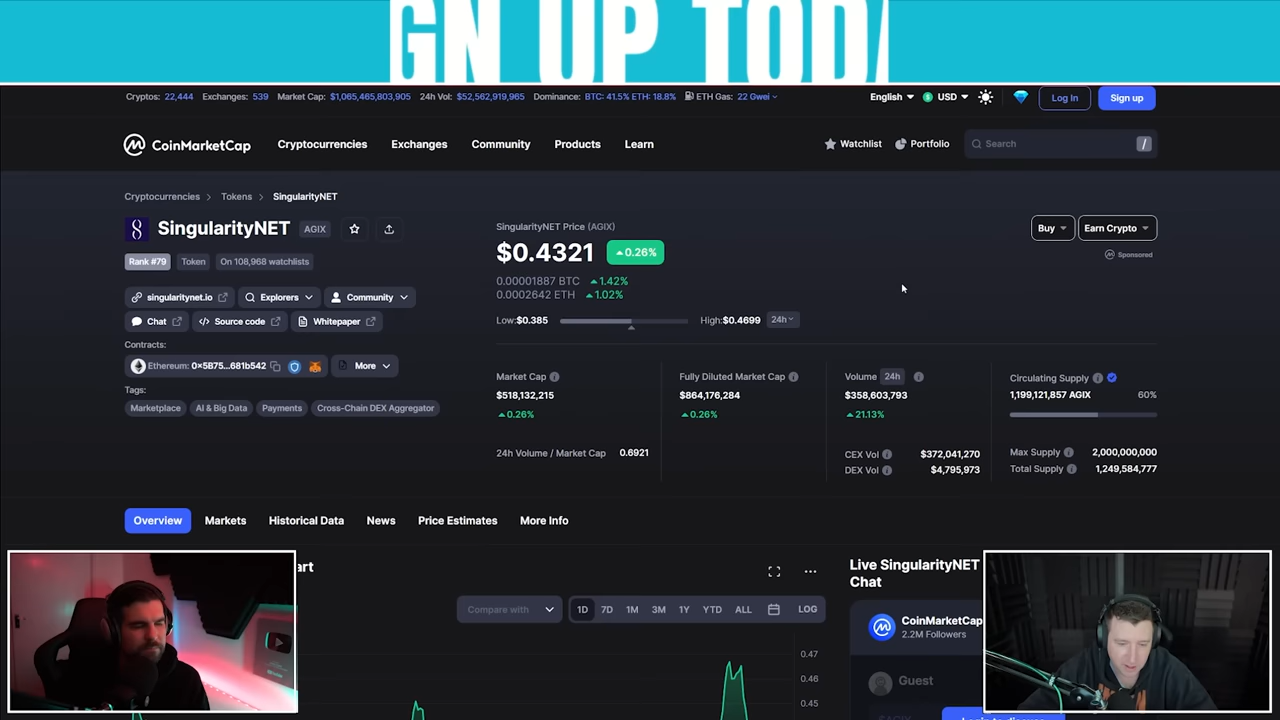 GN UP TODA
Cryptos: 22,444 Exchanges: 539 Market Cap: $1,065,465,803,905 24h Vol: $52,562,919,965 Dominance: BTC: 41.5% ETH: 18.8% ETH Gas: 22 Gwei
English USD Log In Sign up
CoinMarketCap Cryptocurrencies Exchanges Community Products Learn Watchlist Portfolio Search /
Cryptocurrencies Tokens SingularityNET
SingularityNET AGIX
Rank #79 Token On 108,968 watchlists
singularitynet.io Explorers Community
Chat Source code Whitepaper
Contracts:
Ethereum: 0x5B75...681b542 More
Tags:
Marketplace AI & Big Data Payments Cross-Chain DEX Aggregator
SingularityNET Price (AGIX)
$0.4321 0.26%
0.00001887 BTC 1.42%
0.0002642 ETH 1.02%
Low:$0.385 High:$0.4699 24h
Buy Earn Crypto
Sponsored
Market Cap
$518,132,215
0.26%
24h Volume / Market Cap 0.6921
Fully Diluted Market Cap
$864,176,284
0.26%
Volume 24h
$358,603,793
21.13%
CEX Vol $372,041,270
DEX Vol $4,795,973
Circulating Supply
1,199,121,857 AGIX 60%
Max Supply 2,000,000,000
Total Supply 1,249,584,777
Overview Markets Historical Data News Price Estimates More Info
art
Compare with 1D 7D 1M 3M 1Y YTD ALL LOG
0.47
0.46
0.45
Live SingularityNET
Chat
CoinMarketCap
2.2M Followers
Guest